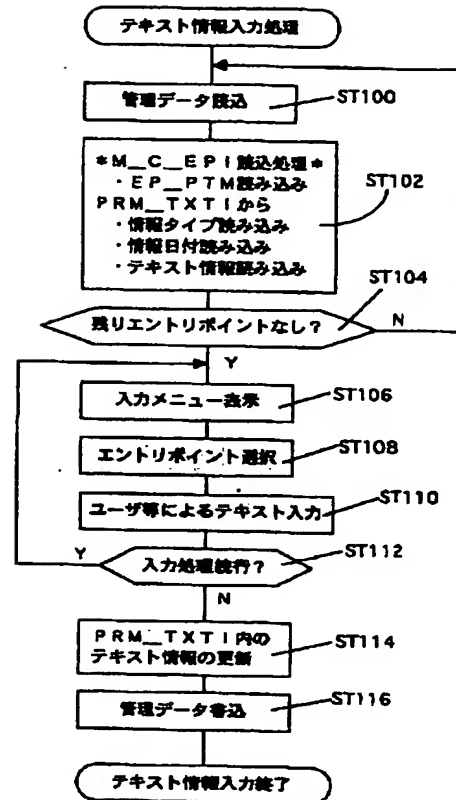 テキスト情報入力処理
管理データ読込
ST100
*M__C__EPI読込処理*
・EP__PTM読み込み
PRM__TXTIから
・情報タイプ読み込み
・情報日付読み込み
・テキスト情報読み込み
ST102
ST104
残りエントリポイントなし？
N
Y
入力メニュー表示
ST106
エントリポイント選択
ST108
ユーザ等によるテキスト入力
ST110
Y
入力処理続行？
ST112
N
PRM__TXTI内の
テキスト情報の更新
ST114
管理データ書込
ST116
テキスト情報入力終了